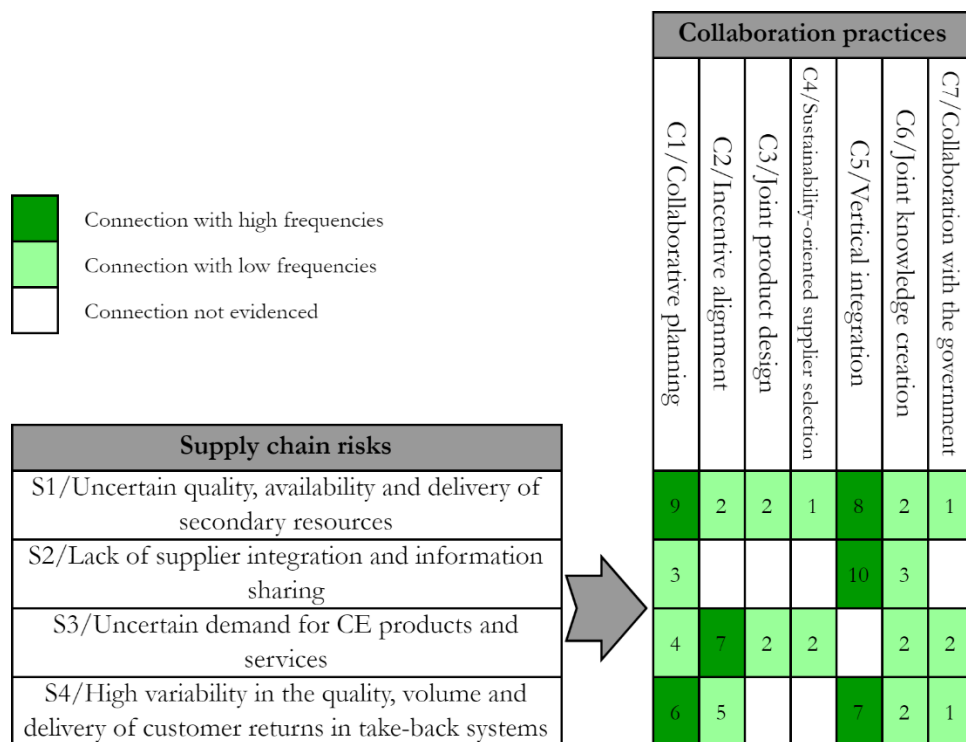 Collaboration practices
C1/Collaborative planning
C2/Incentive alignment
C3/Joint product design
C4/Sustainability-oriented supplier selection
C5/Vertical integration
C6/Joint knowledge creation
C7/Collaboration with the government
Connection with high frequencies
Connection with low frequencies
Connection not evidenced
Supply chain risks
S1/Uncertain quality, availability and delivery of
secondary resources
9 2 2 1 8 2 1
S2/Lack of supplier integration and information
sharing
3 10 3
S3/Uncertain demand for CE products and
services
4 7 2 2 2 2
S4/High variability in the quality, volume and
delivery of customer returns in take-back systems
6 5 7 2 1